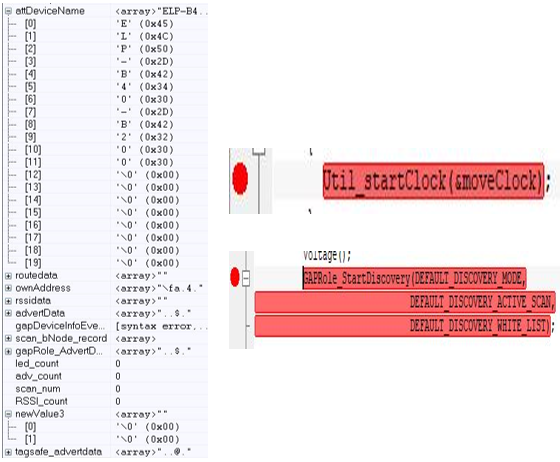 attDeviceName <array>"ELP-B4...
[0] 'E' (0x45)
[1] 'L' (0x4C)
[2] 'P' (0x50)
[3] '-' (0x2D)
[4] 'B' (0x42)
[5] '4' (0x34)
[6] '0' (0x30)
[7] '-' (0x2D)
[8] 'B' (0x42)
[9] '2' (0x32)
[10] '0' (0x30)
[11] '0' (0x30)
[12] '\0' (0x00)
[13] '\0' (0x00)
[14] '\0' (0x00)
[15] '\0' (0x00)
[16] '\0' (0x00)
[17] '\0' (0x00)
[18] '\0' (0x00)
[19] '\0' (0x00)
routedata <array>""
ownAddress <array>"\fa.4."
rssidata <array>""
advertData <array>"..$."
gapDeviceInfoEve... [syntax error...
scan_bNode_record <array>
gapRole_AdvertD... <array>"..$."
led_count 0
adv_count 0
scan_num 0
RSSI_count 0
newValue3 <array>""
[0] '\0' (0x00)
[1] '\0' (0x00)
tagsafe_advertdata <array>"..@."
Util_startClock(&moveClock);
voltage();
GAPRole_StartDiscovery(DEFAULT_DISCOVERY_MODE,
DEFAULT_DISCOVERY_ACTIVE_SCAN,
DEFAULT_DISCOVERY_WHITE_LIST);